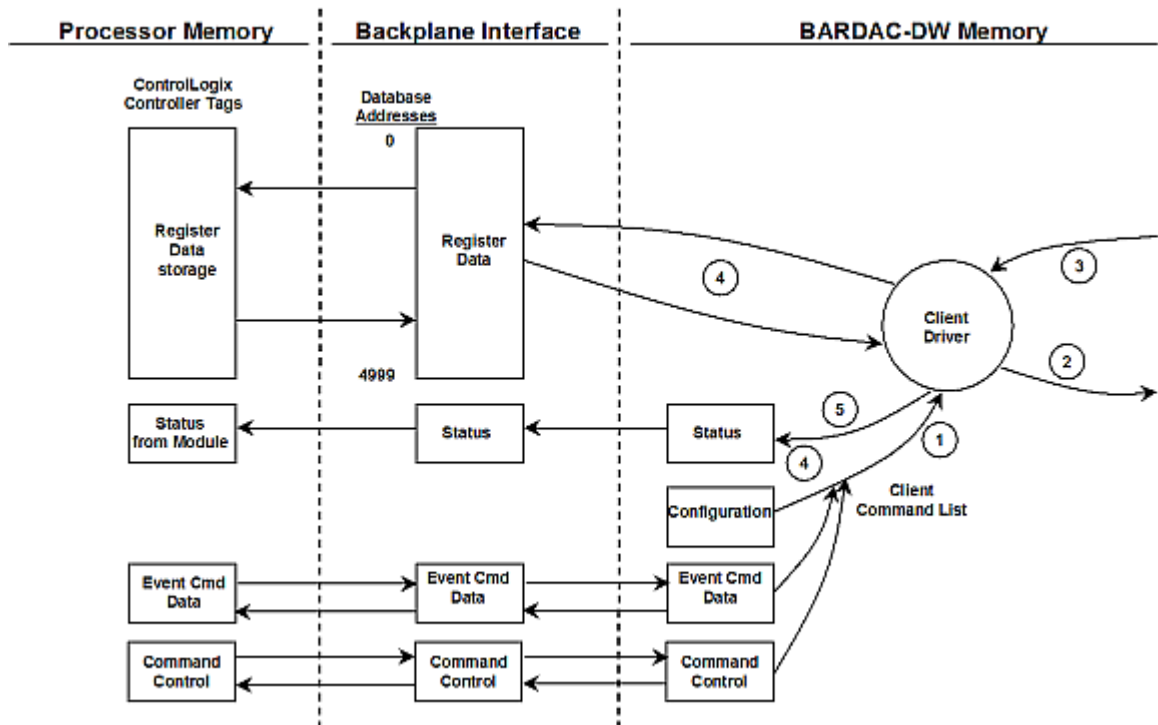 Processor Memory
Backplane Interface
BARDAC-DW Memory
ControlLogix
Controller Tags
Database
Addresses
0
Register
Data
storage
Register
Data
4
3
Client
Driver
2
4999
Status
from Module
Status
Status
5
4
1
Configuration
Client
Command List
Event Cmd
Data
Event Cmd
Data
Event Cmd
Data
Command
Control
Command
Control
Command
Control